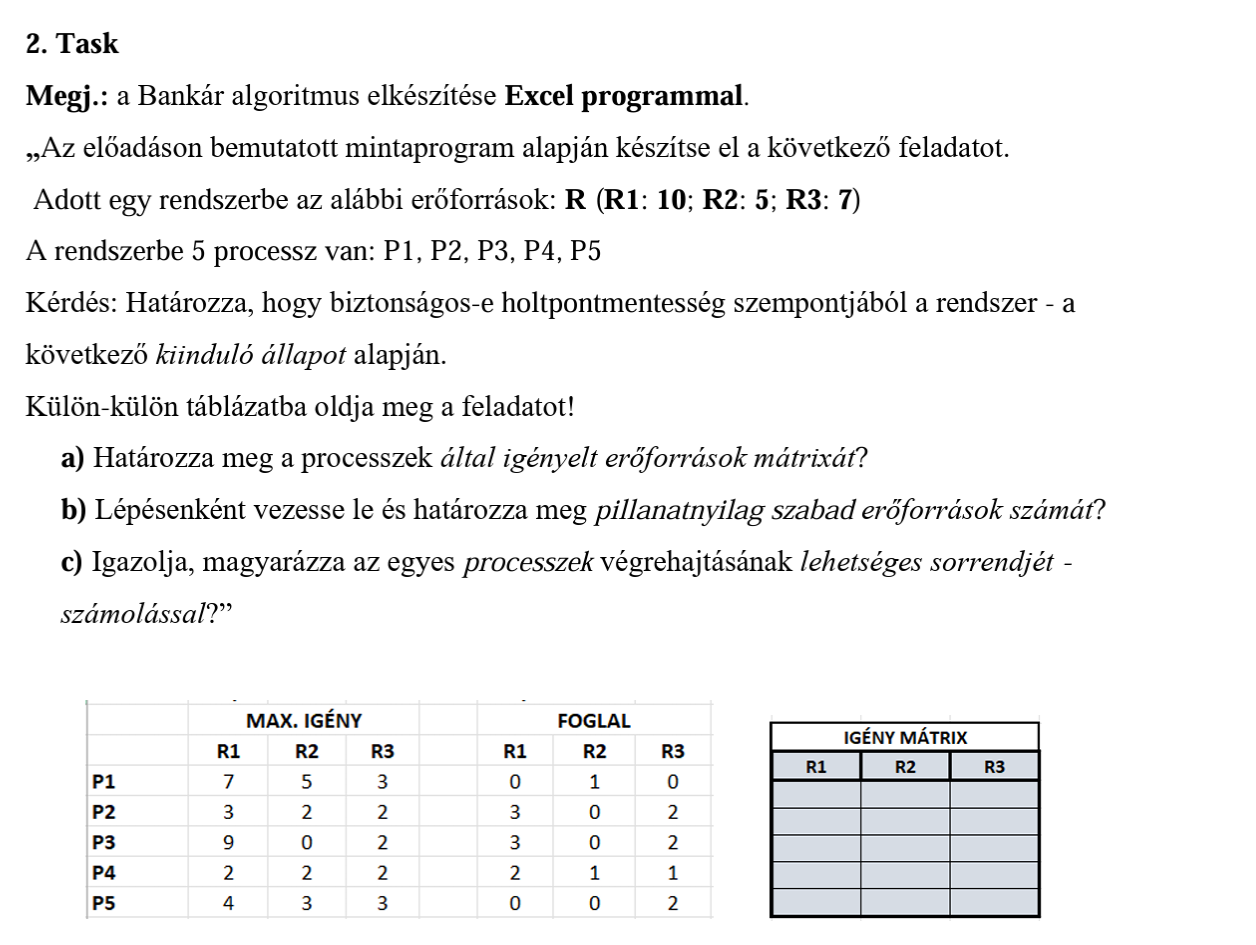 2. Task
Megj.: a Bankár algoritmus elkészítése Excel programmal.
„Az előadáson bemutatott mintaprogram alapján készítse el a következő feladatot.
Adott egy rendszerbe az alábbi erőforrások: R (R1: 10; R2: 5; R3: 7)
A rendszerbe 5 processz van: P1, P2, P3, P4, P5
Kérdés: Határozza, hogy biztonságos-e holtpontmentesség szempontjából a rendszer - a
következő kiinduló állapot alapján.
Külön-külön táblázatba oldja meg a feladatot!
a) Határozza meg a processzek által igényelt erőforrások mátrixát?
b) Lépésenként vezesse le és határozza meg pillanatnyilag szabad erőforrások számát?
c) Igazolja, magyarázza az egyes processzek végrehajtásának lehetséges sorrendjét -
számolással?”
MAX. IGÉNY FOGLAL
R1 R2 R3 R1 R2 R3
P1 7 5 3 0 1 0
P2 3 2 2 3 0 2
P3 9 0 2 3 0 2
P4 2 2 2 2 1 1
P5 4 3 3 0 0 2
IGÉNY MÁTRIX
R1 R2 R3